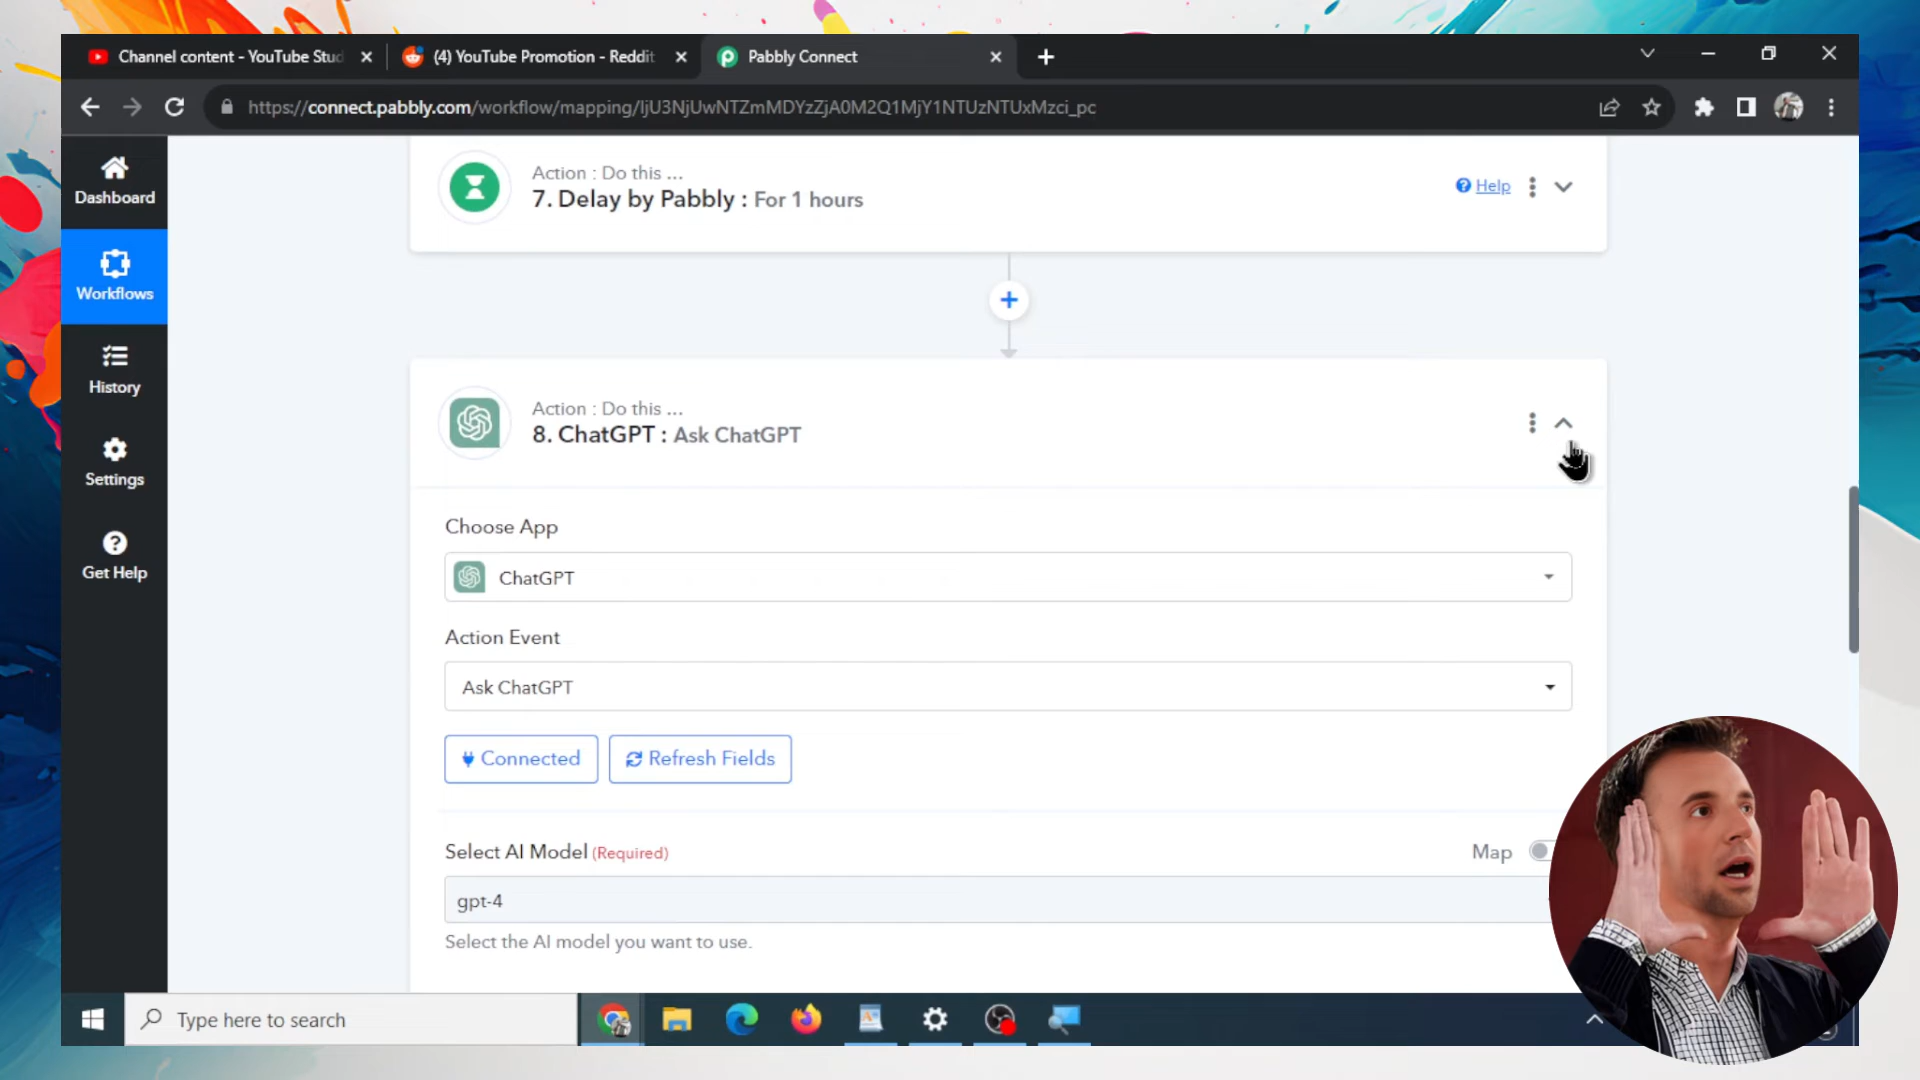 Channel content - YouTube Stud
(4) YouTube Promotion - Reddit
Pabbly Connect
https://connect.pabbly.com/workflow/mapping/IjU3NjUwNTZmMDYzZjA0M2Q1MjY1NTUzNTUxMzci_pc
Dashboard
Workflows
History
Settings
Get Help
Action : Do this ...
7. Delay by Pabbly : For 1 hours
Help
Action : Do this ...
8. ChatGPT : Ask ChatGPT
Choose App
ChatGPT
Action Event
Ask ChatGPT
Connected
Refresh Fields
Select AI Model (Required)
Map
gpt-4
Select the AI model you want to use.
Type here to search